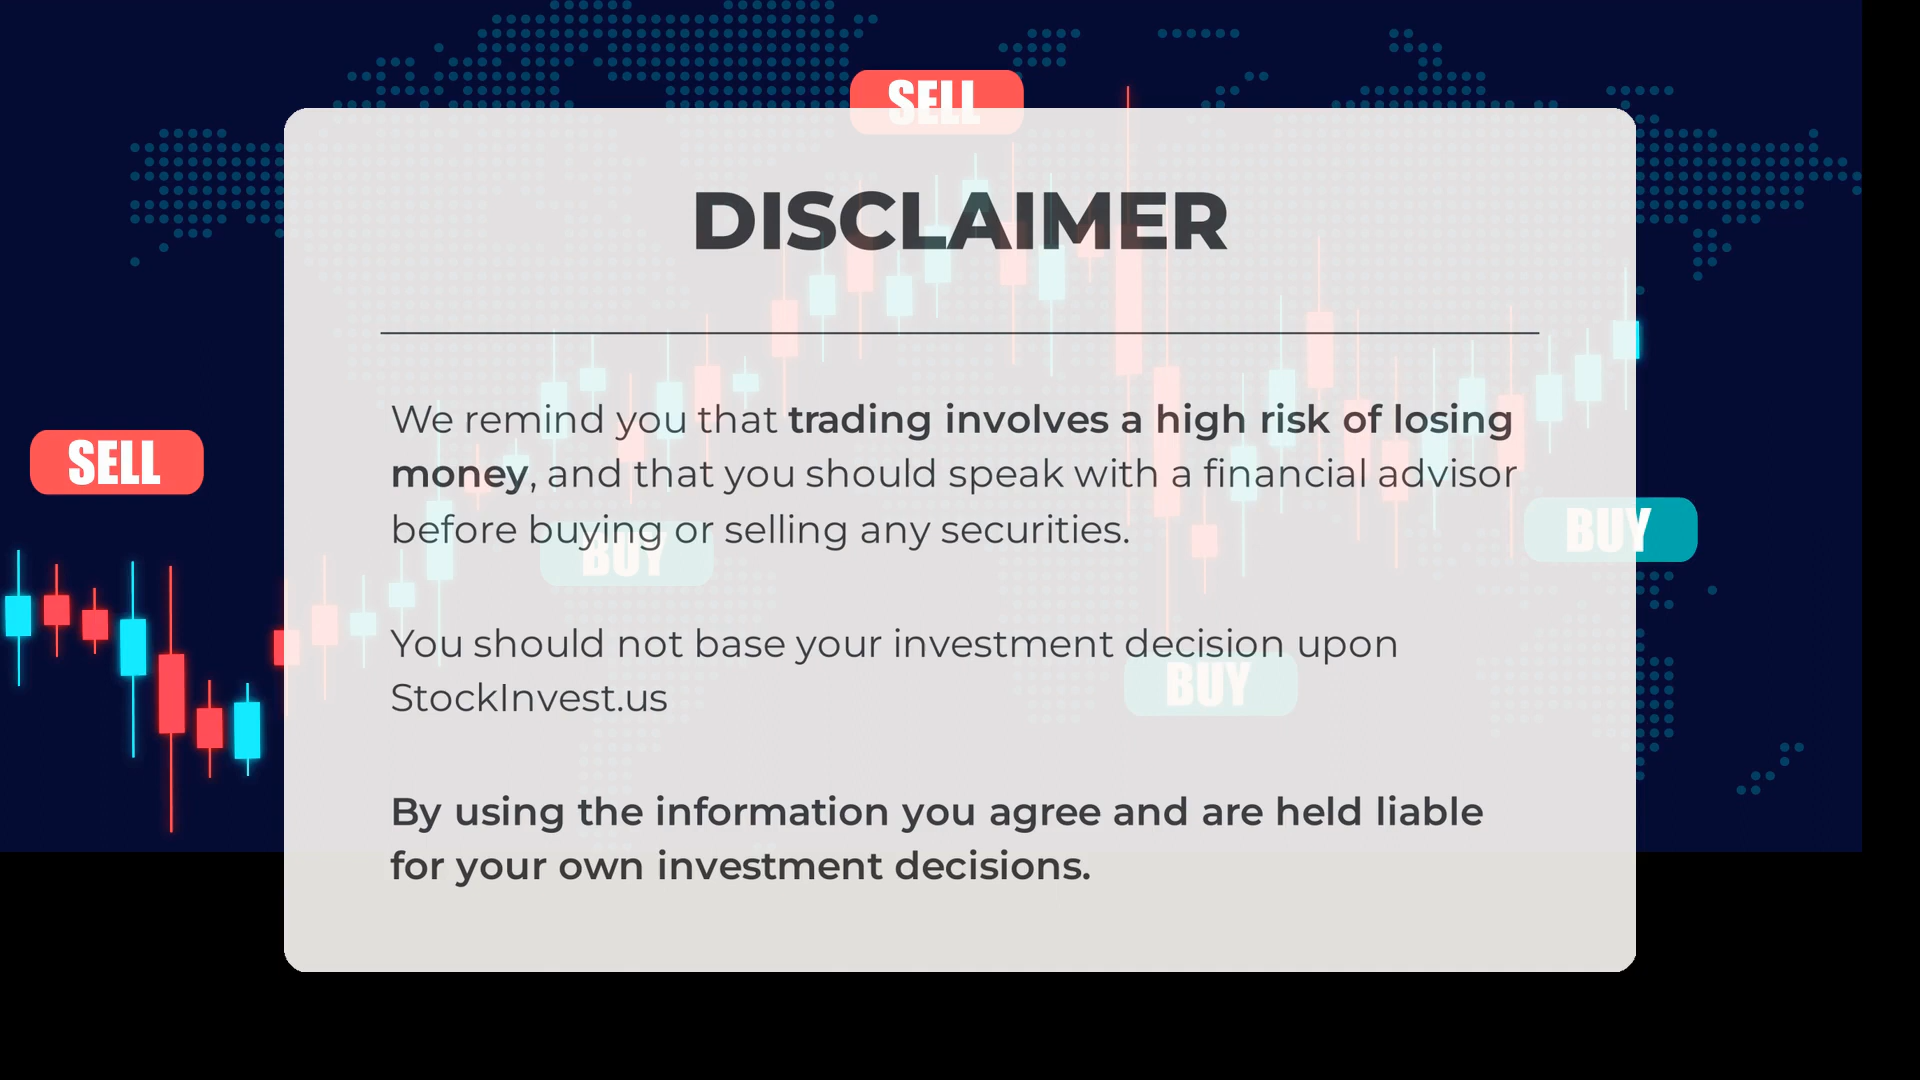 SELL
DISCLAIMER
We remind you that trading involves a high risk of losing
money, and that you should speak with a financial advisor
before buying or selling any securities.
SELL
BUY
BUY
You should not base your investment decision upon
StockInvest.us
BUY
By using the information you agree and are held liable
for your own investment decisions.